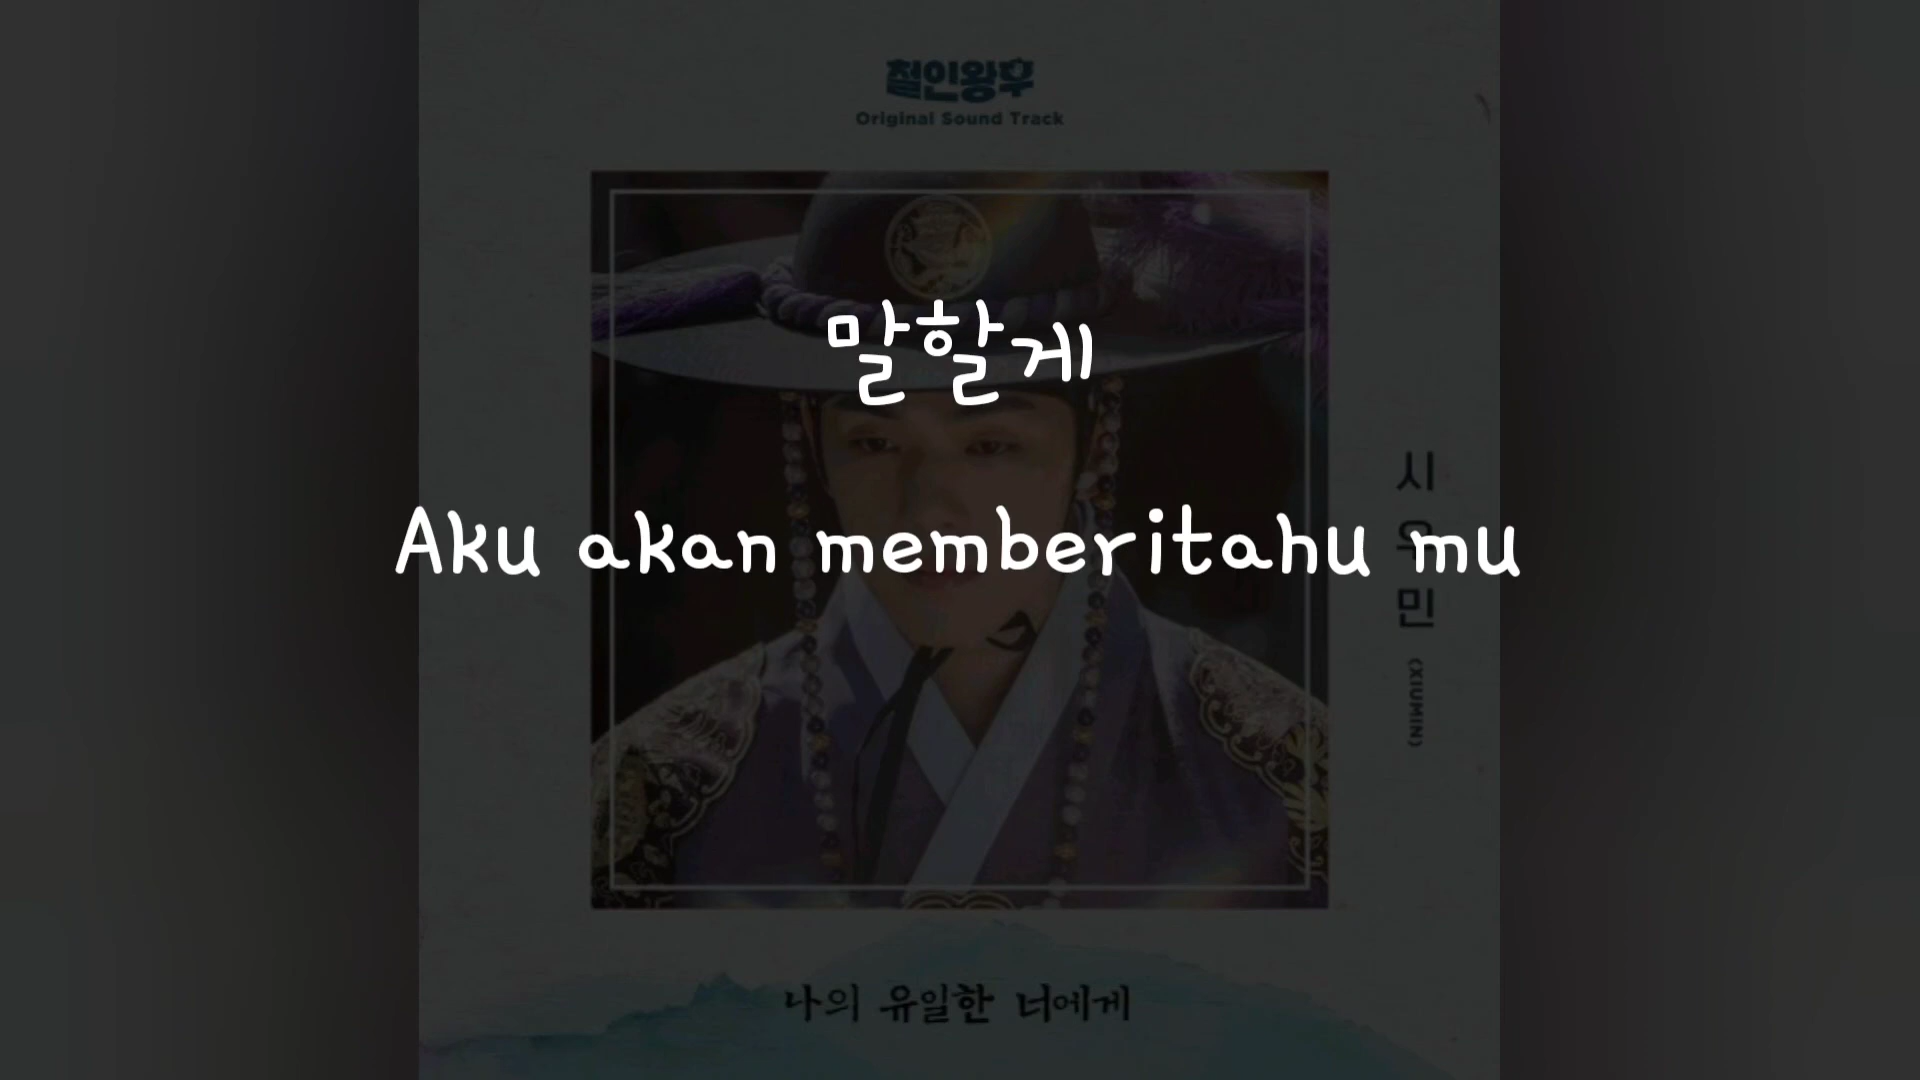 철인왕후
Original Sound Track
말할게
Aku akan memberitahu mu
시우민
(XIUMIN)
나의 유일한 너에게